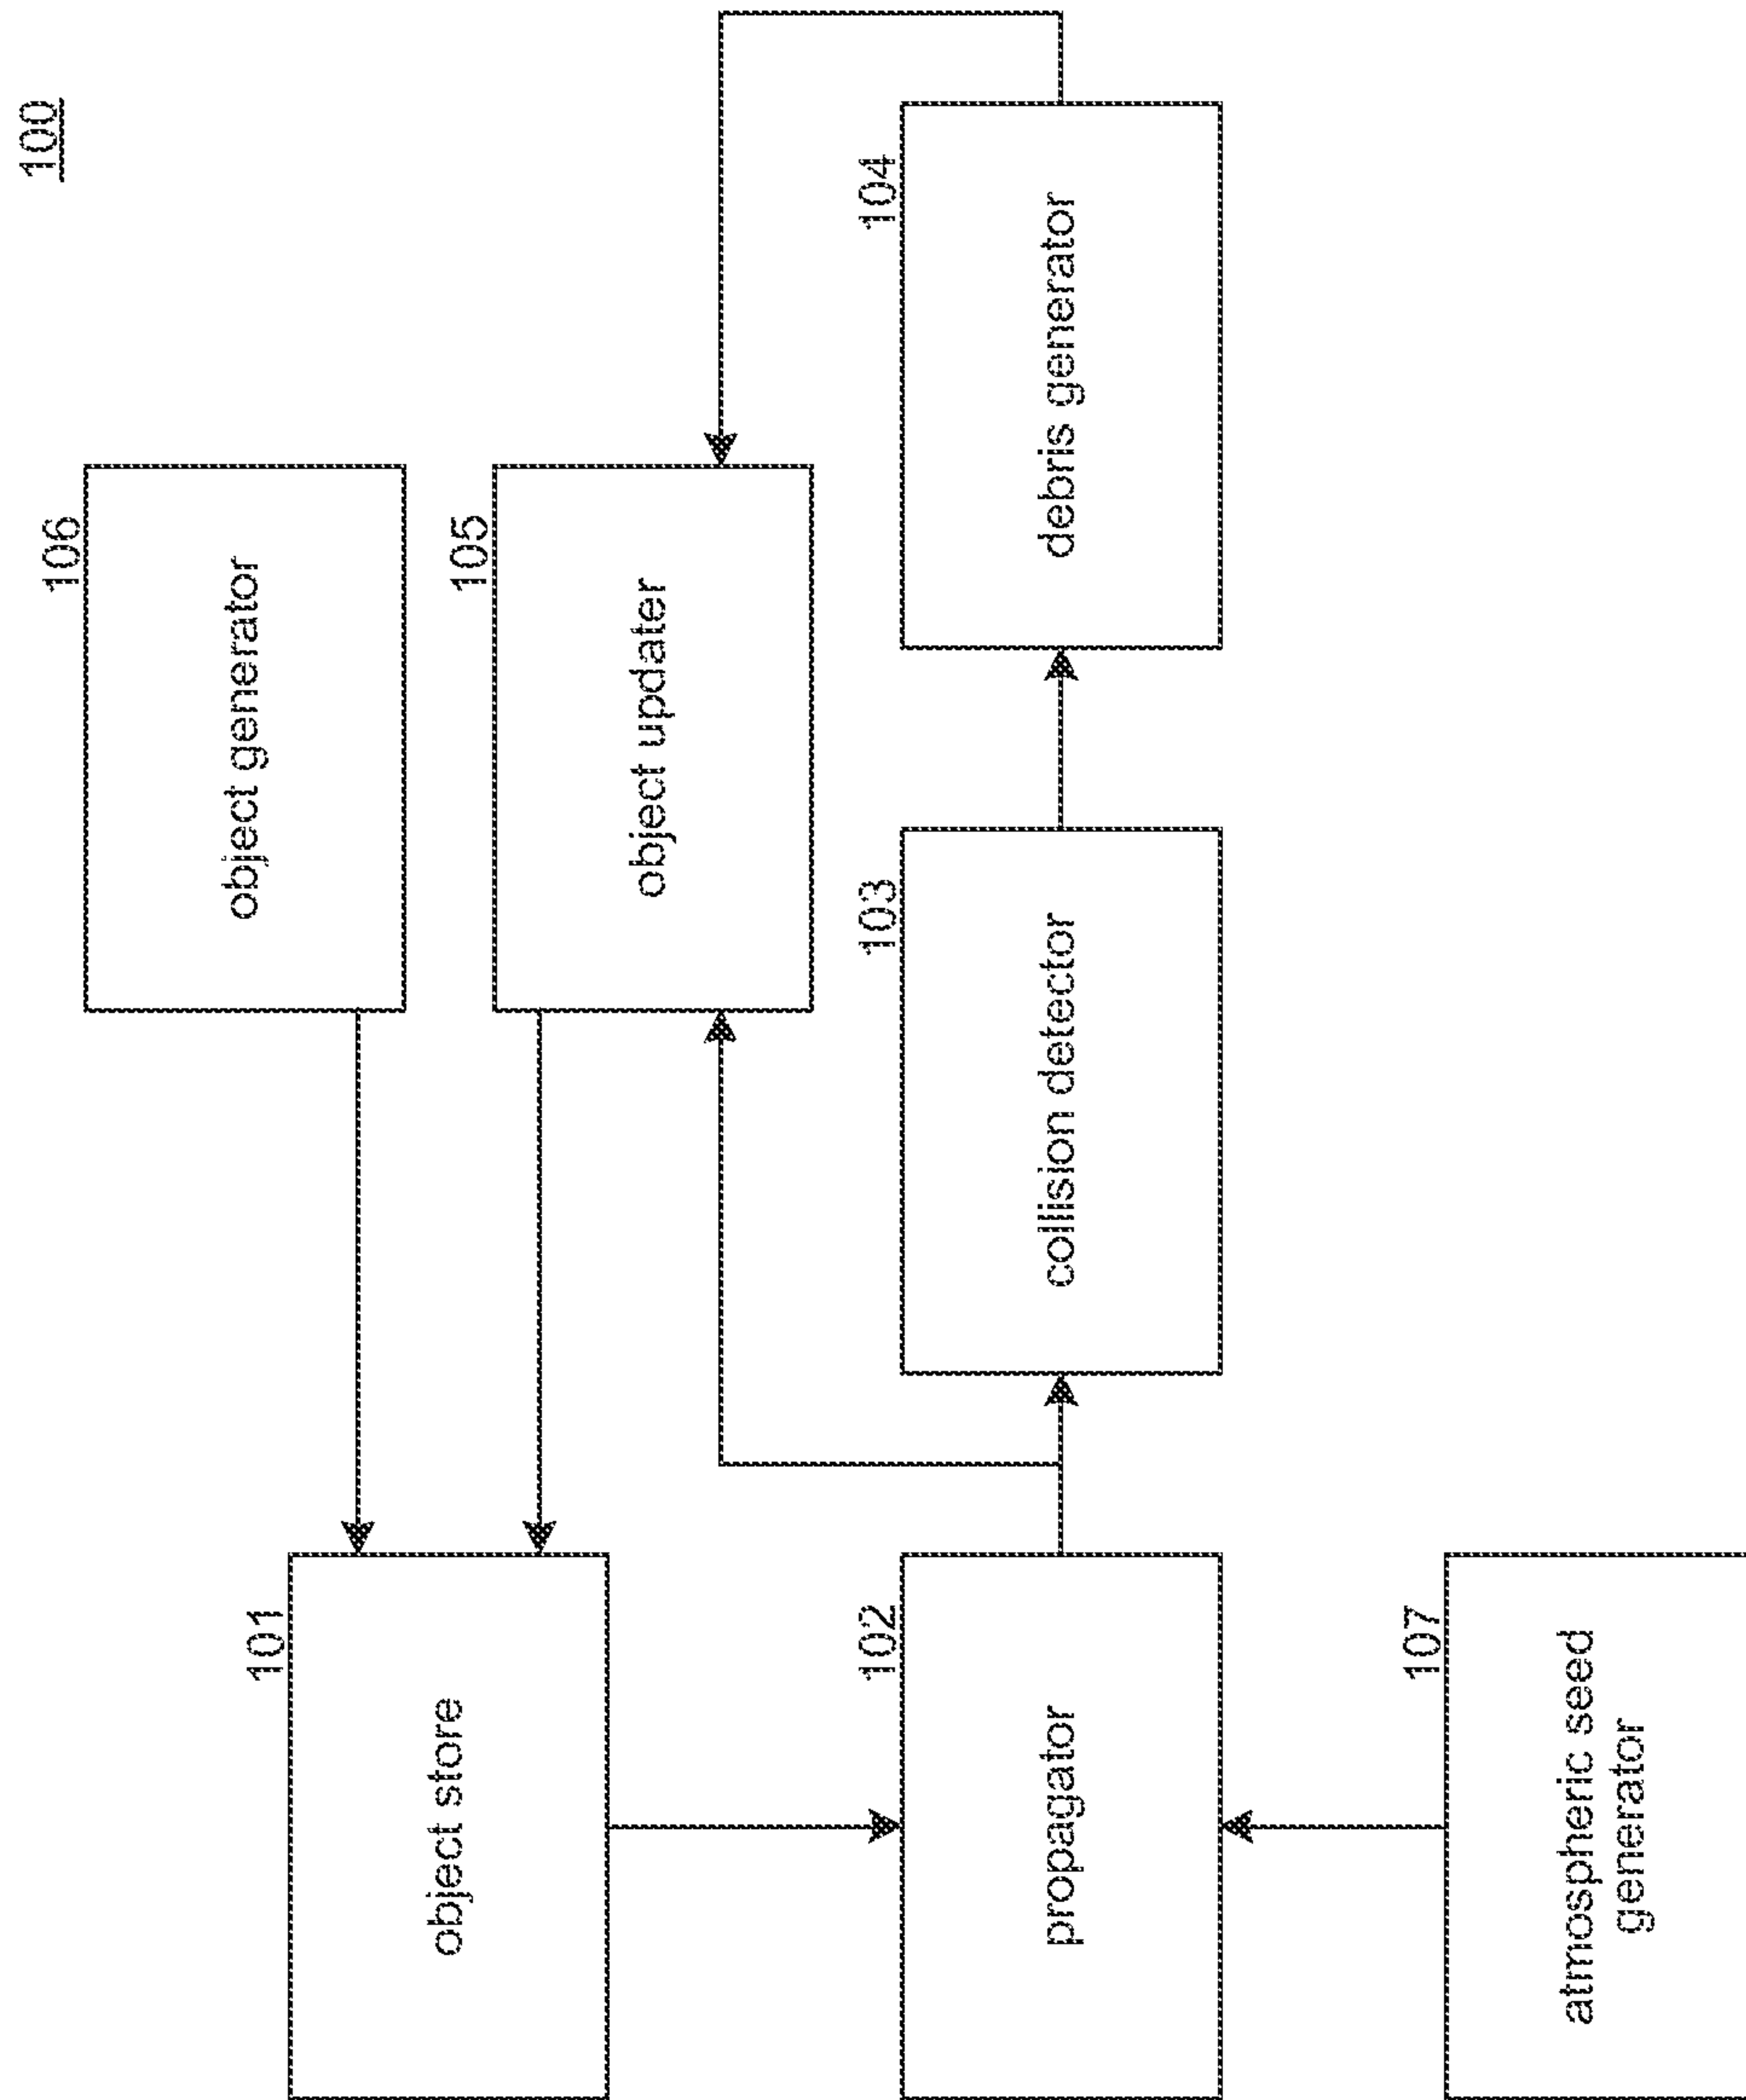 100
106
object generator
101
object store
105
object updater
102
propagator
103
collision detector
104
debris generator
107
atmospheric seed
generator